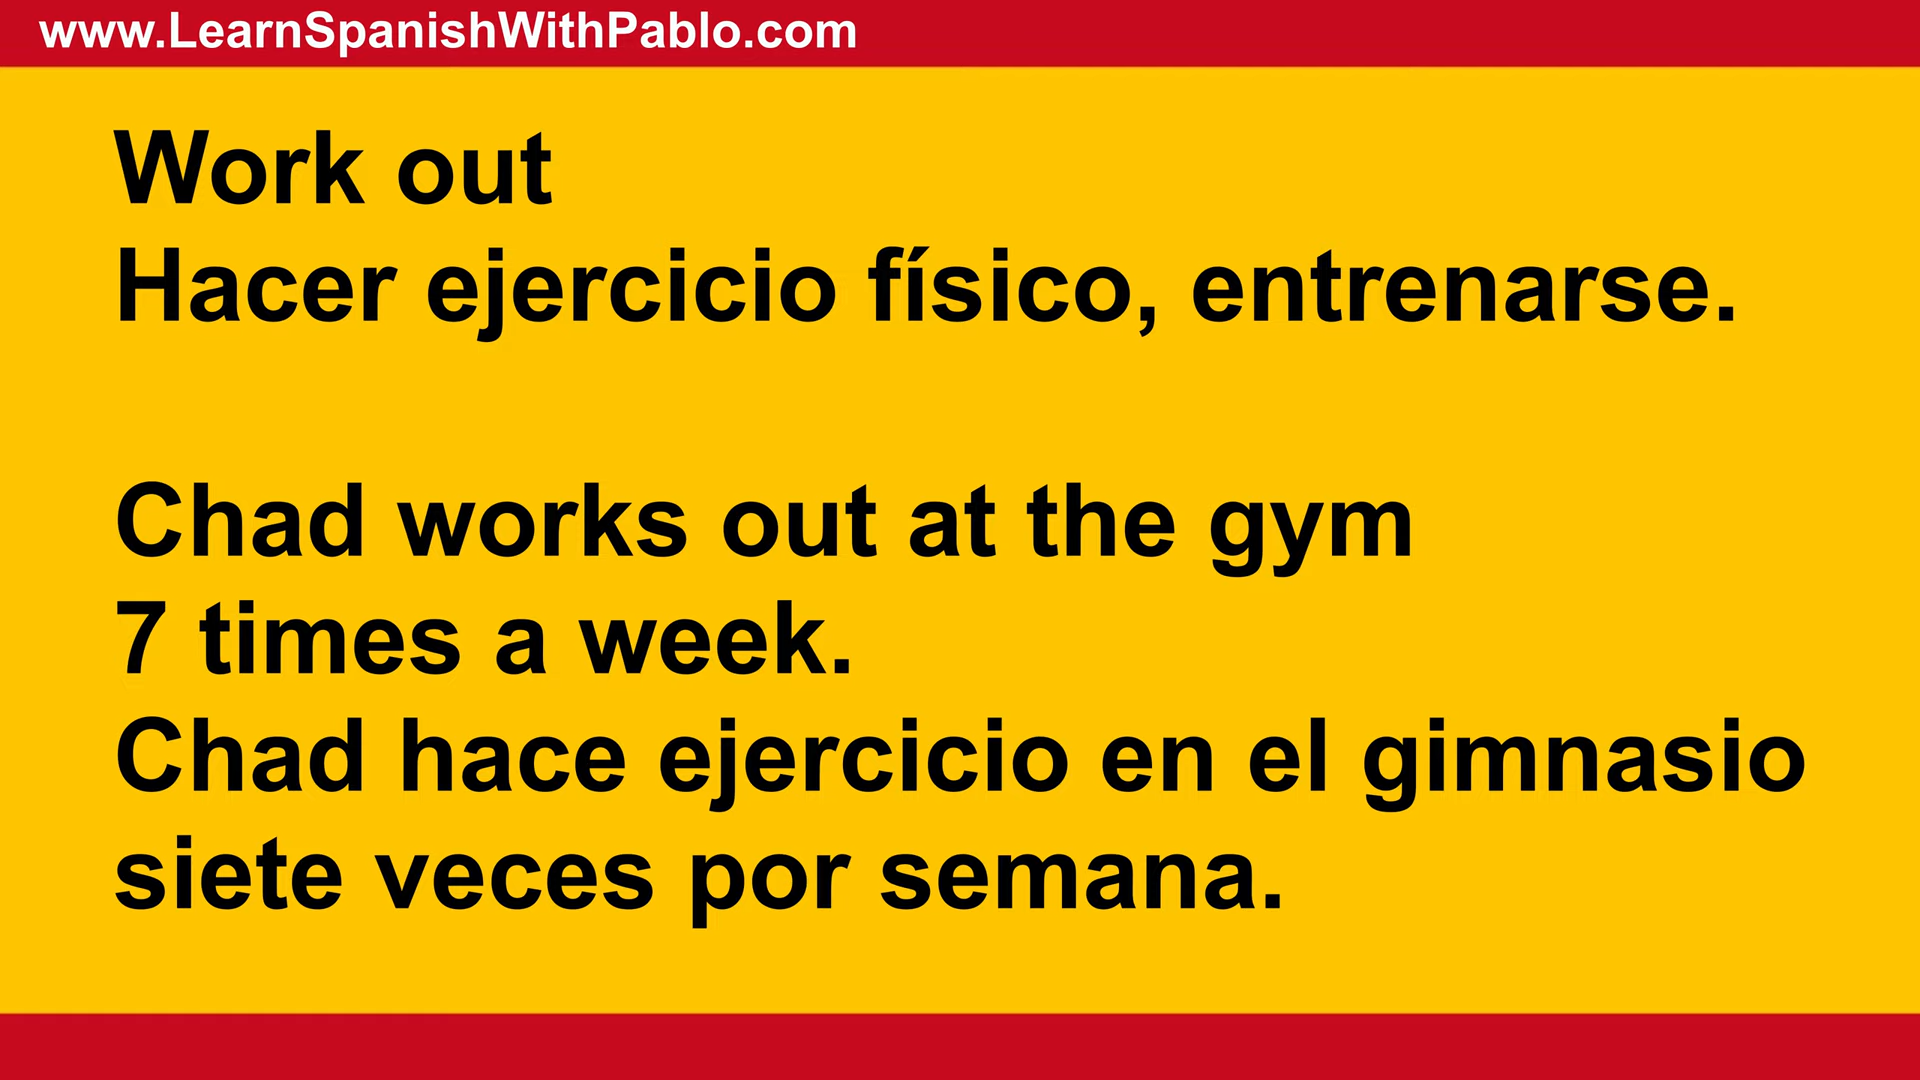 www.LearnSpanishWithPablo.com
Work out
Hacer ejercicio físico, entrenarse.
Chad works out at the gym
7 times a week.
Chad hace ejercicio en el gimnasio
siete veces por semana.